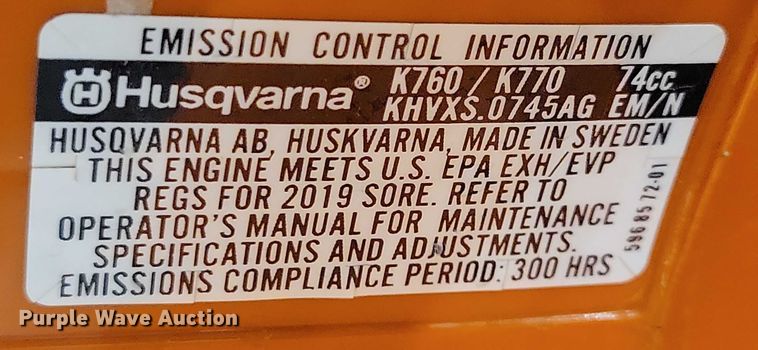 EMISSION CONTROL INFORMATION
Husqvarna® K760 / K770 74cc
KHVXS.0745AG EM/N
HUSQVARNA AB, HUSKVARNA, MADE IN SWEDEN
THIS ENGINE MEETS U.S. EPA EXH/EVP
REGS FOR 2019 SORE. REFER TO
OPERATOR'S MANUAL FOR MAINTENANCE
SPECIFICATIONS AND ADJUSTMENTS.
EMISSIONS COMPLIANCE PERIOD: 300 HRS
596 85 72-01
Purple Wave Auction